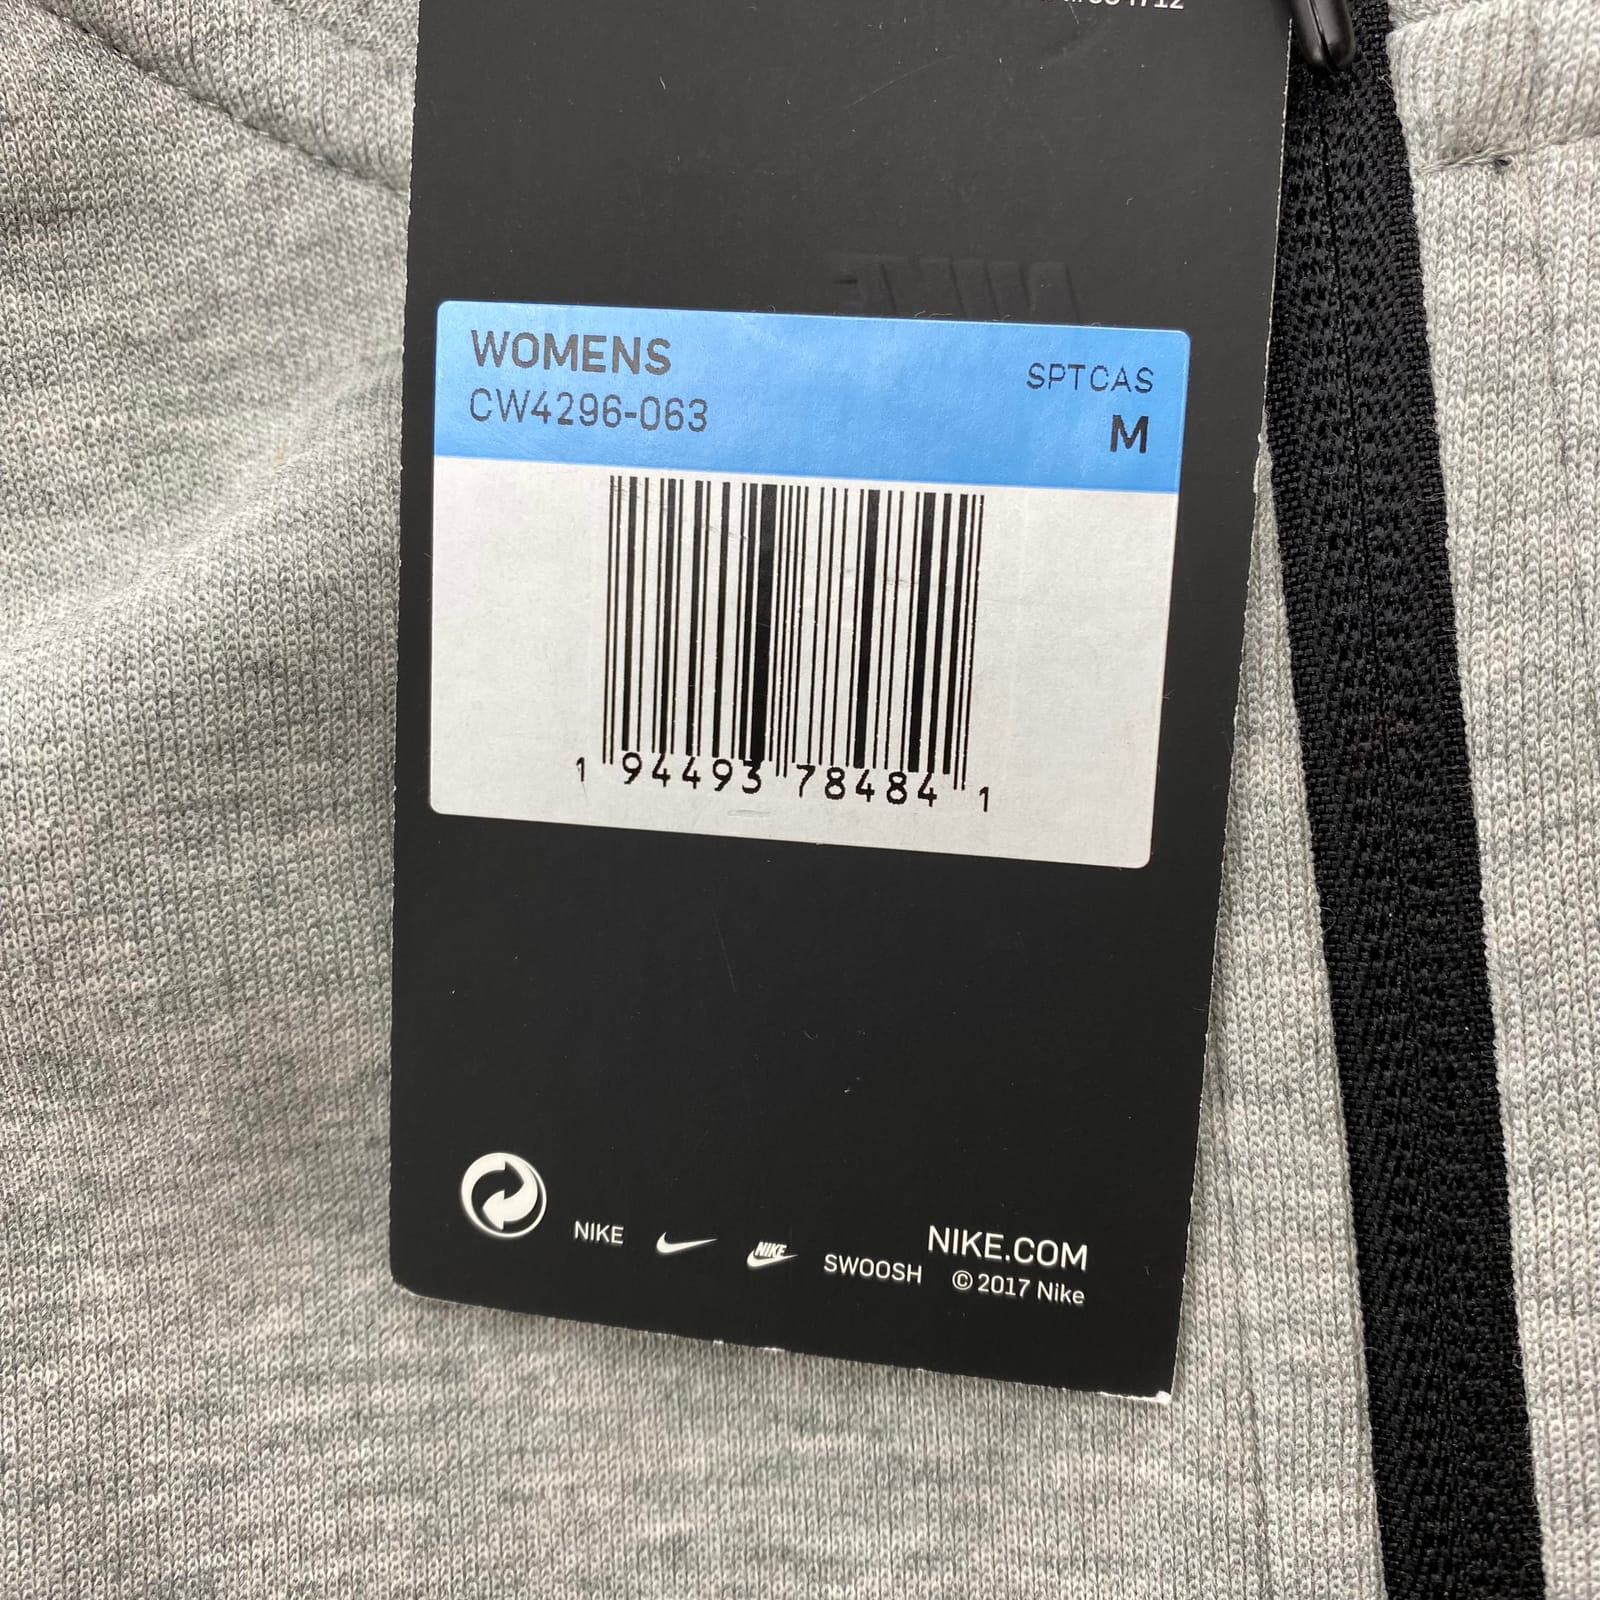 WOMENS
SPTCAS
CW4296-063
M
1 94493 78484 1
NIKE
NIKE
SWOOSH
NIKE.COM
© 2017 Nike